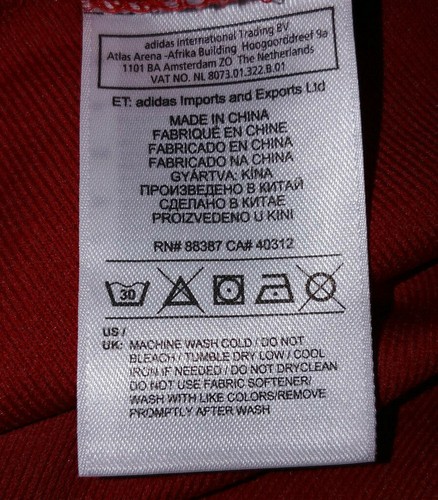 adidas international Trading BV
Atlas Arena -Afrika Building Hoogoorddreef 9a
1101 BA Amsterdam ZO The Netherlands
VAT NO. NL 8073.01.322.B.01
ET: adidas Imports and Exports Ltd
MADE IN CHINA
FABRIQUÉ EN CHINE
FABRICADO EN CHINA
FABRICADO NA CHINA
GYÁRTVA: KÍNA
ПРОИЗВЕДЕНО В КИТАЙ
СДЕЛАНО В КИТАЕ
PROIZVEDENO U KINI
RN# 88387 CA# 40312
30
US /
UK: MACHINE WASH COLD / DO NOT
BLEACH / TUMBLE DRY LOW / COOL
IRON IF NEEDED / DO NOT DRYCLEAN
DO NOT USE FABRIC SOFTENER/
WASH WITH LIKE COLORS/REMOVE
PROMPTLY AFTER WASH